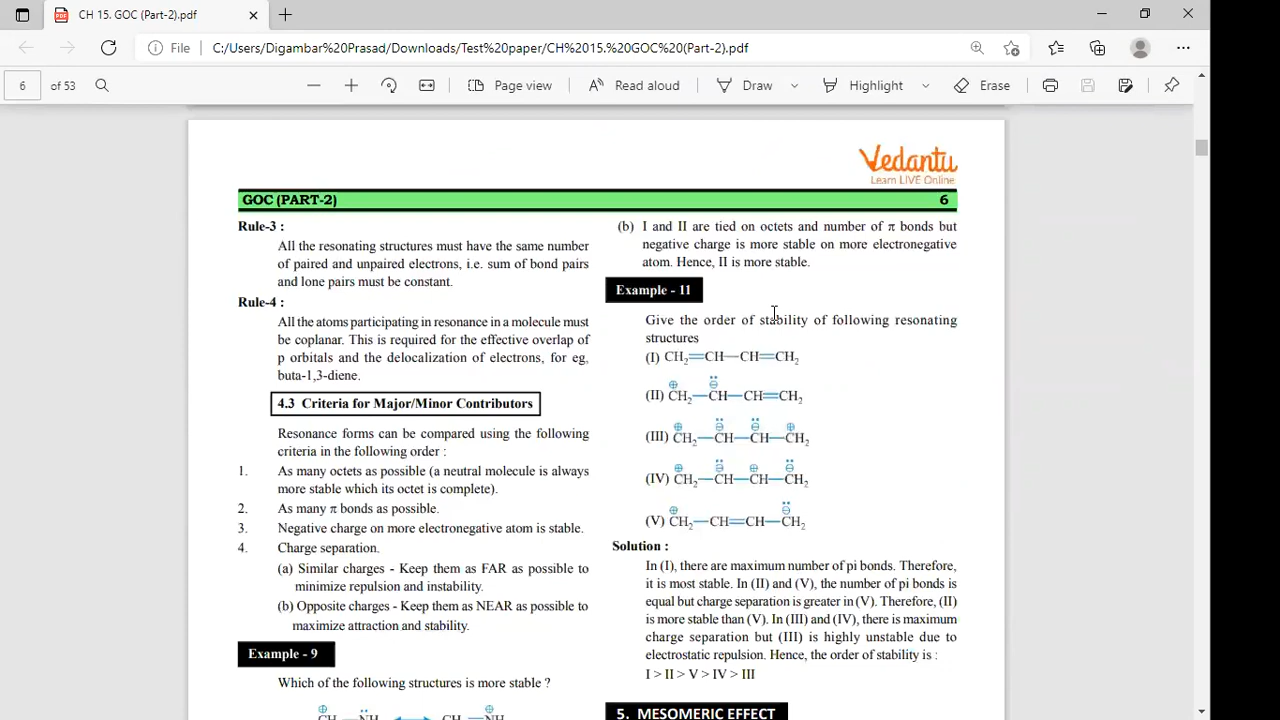 CH 15. GOC (Part-2).pdf
File
C:/Users/Digambar%20Prasad/Downloads/Test%20paper/CH%2015.%20GOC%20(Part-2).pdf
6 of 53
Page view
Read aloud
Draw
Highlight
Erase
Vedantu
Learn LIVE Online
GOC (PART-2) 6
Rule-3 :
All the resonating structures must have the same number
of paired and unpaired electrons, i.e. sum of bond pairs
and lone pairs must be constant.
Rule-4 :
All the atoms participating in resonance in a molecule must
be coplanar. This is required for the effective overlap of
p orbitals and the delocalization of electrons, for eg,
buta-1,3-diene.
4.3 Criteria for Major/Minor Contributors
Resonance forms can be compared using the following
criteria in the following order :
1. As many octets as possible (a neutral molecule is always
more stable which its octet is complete).
2. As many π bonds as possible.
3. Negative charge on more electronegative atom is stable.
4. Charge separation.
(a) Similar charges - Keep them as FAR as possible to
minimize repulsion and instability.
(b) Opposite charges - Keep them as NEAR as possible to
maximize attraction and stability.
Example - 9
Which of the following structures is more stable ?
(b) I and II are tied on octets and number of π bonds but
negative charge is more stable on more electronegative
atom. Hence, II is more stable.
Example - 11
Give the order of stability of following resonating
structures
(I) CH₂=CH—CH=CH₂
⊕ ⊖
(II) CH₂—CH—CH=CH₂
⊕ ⊖ ⊖ ⊕
(III) CH₂—CH—CH—CH₂
⊕ ⊖ ⊕ ⊖
(IV) CH₂—CH—CH—CH₂
⊕ ⊖
(V) CH₂—CH=CH—CH₂
Solution :
In (I), there are maximum number of pi bonds. Therefore,
it is most stable. In (II) and (V), the number of pi bonds is
equal but charge separation is greater in (V). Therefore, (II)
is more stable than (V). In (III) and (IV), there is maximum
charge separation but (III) is highly unstable due to
electrostatic repulsion. Hence, the order of stability is :
I > II > V > IV > III
5. MESOMERIC EFFECT